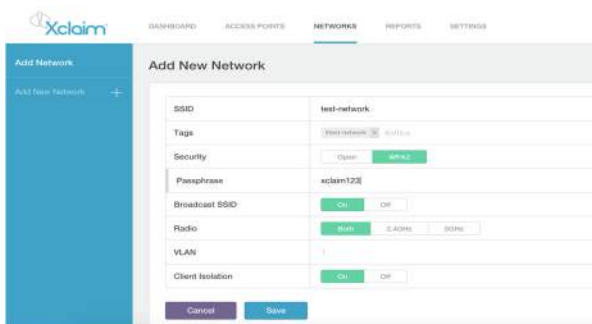 Xclaim
DASHBOARD ACCESS POINTS NETWORKS REPORTS SETTINGS
Add Network
Add New Network
Add New Network +
SSID test-network
Tags
Security Open WPA2
Passphrase xclaim123
Broadcast SSID On Off
Radio Both 2.4GHz 5GHz
VLAN 1
Client Isolation On Off
Cancel Save